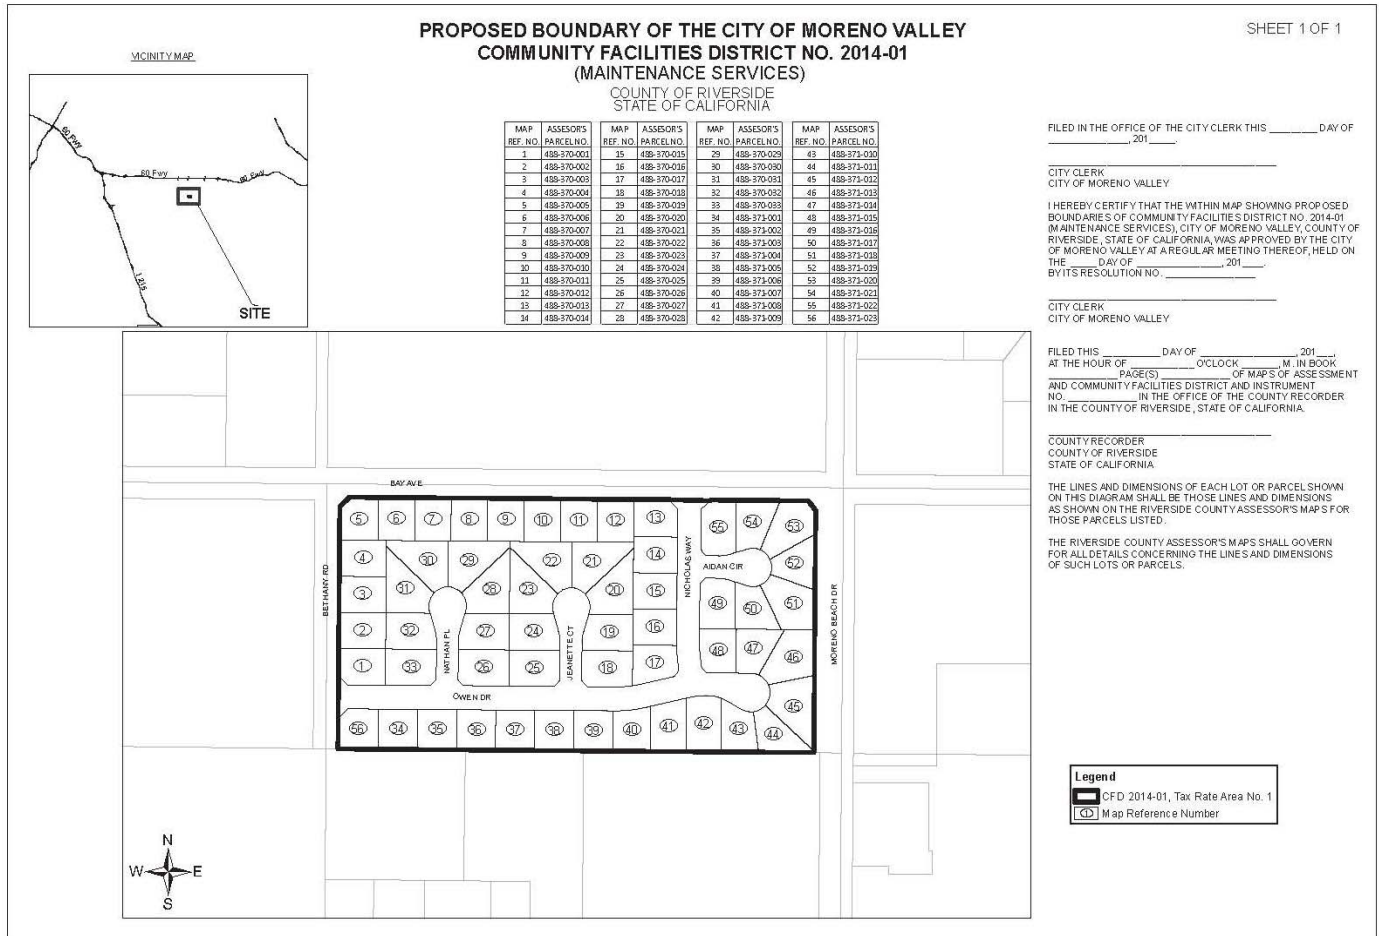 PROPOSED BOUNDARY OF THE CITY OF MORENO VALLEY
COMMUNITY FACILITIES DISTRICT NO. 2014-01
(MAINTENANCE SERVICES)
COUNTY OF RIVERSIDE
STATE OF CALIFORNIA
SHEET 1 OF 1
VICINITY MAP
60 Fwy
60 Fwy
60 Fwy
I 215
SITE
MAP ASSESOR'S MAP ASSESOR'S MAP ASSESOR'S MAP ASSESOR'S
REF. NO. PARCEL NO. REF. NO. PARCEL NO. REF. NO. PARCEL NO. REF. NO. PARCEL NO.
1 488-370-001 15 488-370-015 29 488-370-029 43 488-371-010
2 488-370-002 16 488-370-016 30 488-370-030 44 488-371-011
3 488-370-003 17 488-370-017 31 488-370-031 45 488-371-012
4 488-370-004 18 488-370-018 32 488-370-032 46 488-371-013
5 488-370-005 19 488-370-019 33 488-370-033 47 488-371-014
6 488-370-006 20 488-370-020 34 488-371-001 48 488-371-015
7 488-370-007 21 488-370-021 35 488-371-002 49 488-371-016
8 488-370-008 22 488-370-022 36 488-371-003 50 488-371-017
9 488-370-009 23 488-370-023 37 488-371-004 51 488-371-018
10 488-370-010 24 488-370-024 38 488-371-005 52 488-371-019
11 488-370-011 25 488-370-025 39 488-371-006 53 488-371-020
12 488-370-012 26 488-370-026 40 488-371-007 54 488-371-021
13 488-370-013 27 488-370-027 41 488-371-008 55 488-371-022
14 488-370-014 28 488-370-028 42 488-371-009 56 488-371-023
FILED IN THE OFFICE OF THE CITY CLERK THIS ________ DAY OF
_____________, 201____.
CITY CLERK
CITY OF MORENO VALLEY
I HEREBY CERTIFY THAT THE WITHIN MAP SHOWING PROPOSED
BOUNDARIES OF COMMUNITY FACILITIES DISTRICT NO. 2014-01
(MAINTENANCE SERVICES), CITY OF MORENO VALLEY, COUNTY OF
RIVERSIDE, STATE OF CALIFORNIA, WAS APPROVED BY THE CITY
OF MORENO VALLEY AT A REGULAR MEETING THEREOF, HELD ON
THE _____ DAY OF ______________, 201____.
BY ITS RESOLUTION NO. _______________
CITY CLERK
CITY OF MORENO VALLEY
FILED THIS __________ DAY OF ________________, 201___,
AT THE HOUR OF ___________ O'CLOCK ______, M. IN BOOK
____________ PAGE(S) ____________ OF MAPS OF ASSESSMENT
AND COMMUNITY FACILITIES DISTRICT AND INSTRUMENT
NO. ____________ IN THE OFFICE OF THE COUNTY RECORDER
IN THE COUNTY OF RIVERSIDE, STATE OF CALIFORNIA.
COUNTY RECORDER
COUNTY OF RIVERSIDE
STATE OF CALIFORNIA
THE LINES AND DIMENSIONS OF EACH LOT OR PARCEL SHOWN
ON THIS DIAGRAM SHALL BE THOSE LINES AND DIMENSIONS
AS SHOWN ON THE RIVERSIDE COUNTY ASSESSOR'S MAPS FOR
THOSE PARCELS LISTED.
THE RIVERSIDE COUNTY ASSESSOR'S MAPS SHALL GOVERN
FOR ALL DETAILS CONCERNING THE LINES AND DIMENSIONS
OF SUCH LOTS OR PARCELS.
BAY AVE
5 6 7 8 9 10 11 12 13 55 54 53
4 30 29 22 21 14 AIDAN CIR 52
3 31 28 23 20 15 49 50 51
2 32 27 24 19 16 48 47 46
1 33 26 25 18 17 45
BETHANY RD
NATHAN PL
JEANETTE CT
NICHOLAS WAY
MORENO BEACH DR
OWEN DR
56 34 35 36 37 38 39 40 41 42 43 44
N
W E
S
Legend
CFD 2014-01, Tax Rate Area No. 1
1 Map Reference Number